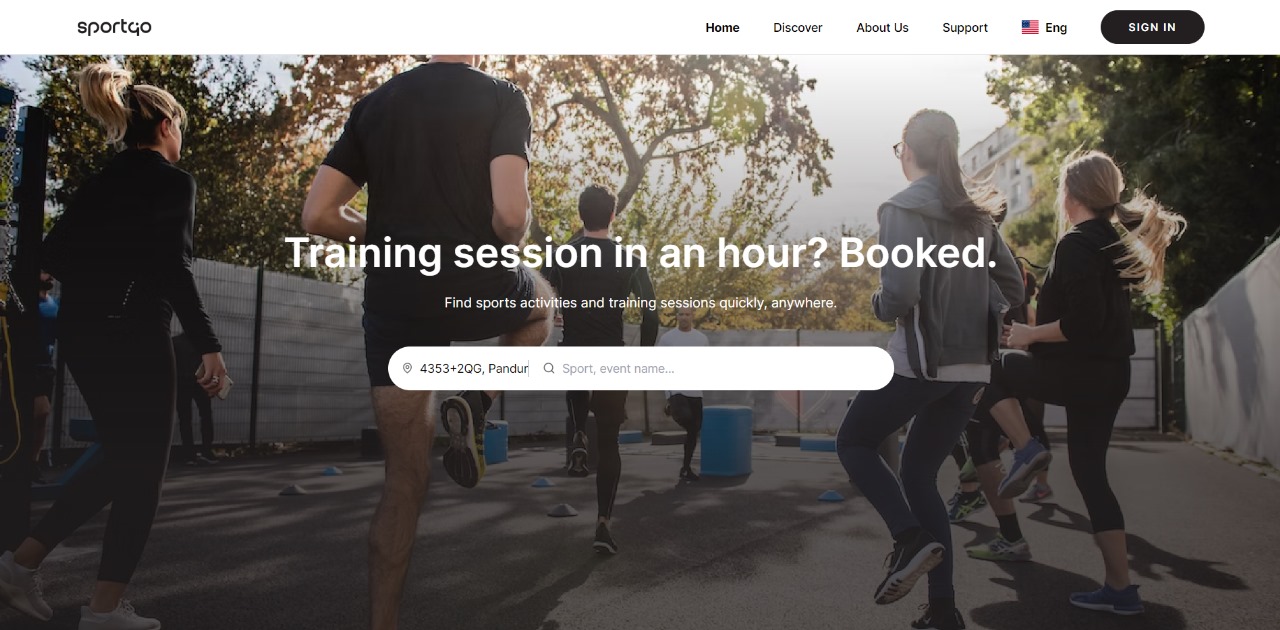 sportgo
Home
Discover
About Us
Support
Eng
SIGN IN
Training session in an hour? Booked.
Find sports activities and training sessions quickly, anywhere.
4353+2QG, Pandur
Sport, event name...